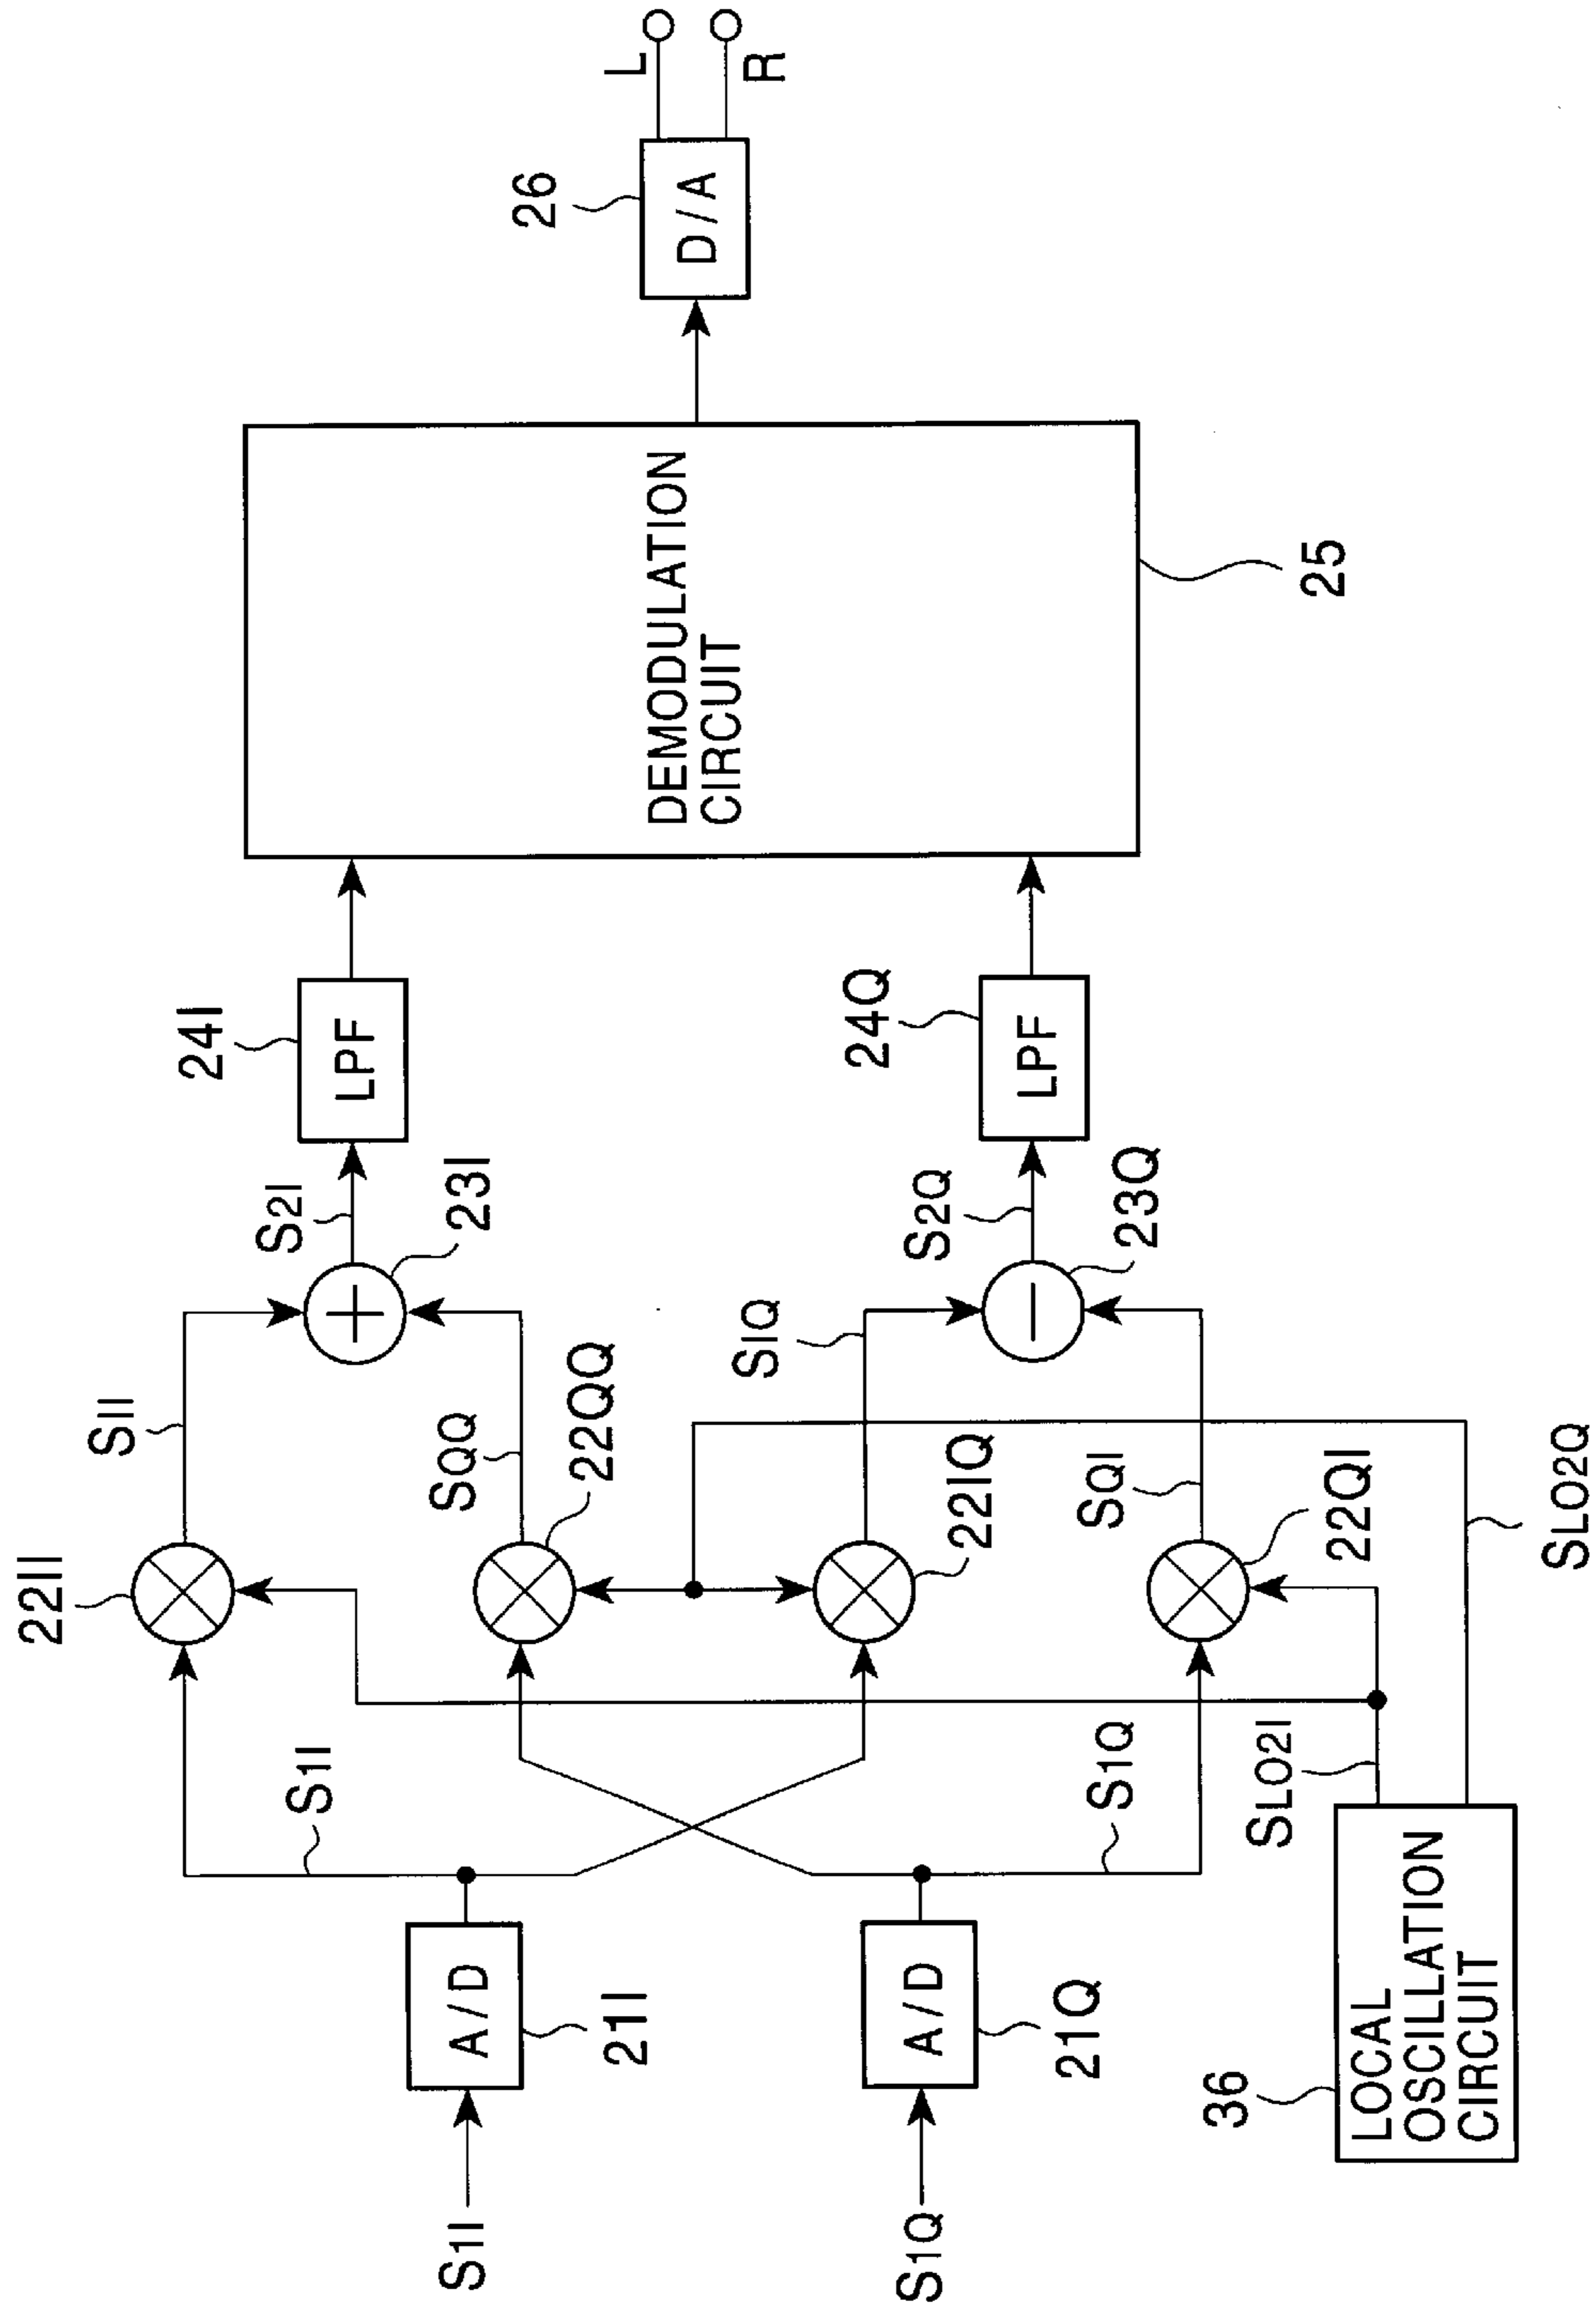 S1I
A/D
21I
S1I
22II
SII
S2I
23I
24I
LPF
SQQ
22QQ
DEMODULATION
CIRCUIT
25
26
D/A
L
R
S1Q
A/D
21Q
S1Q
SIQ
22IQ
SQI
22QI
S2Q
23Q
24Q
LPF
36
LOCAL
OSCILLATION
CIRCUIT
SLO2I
SLO2Q